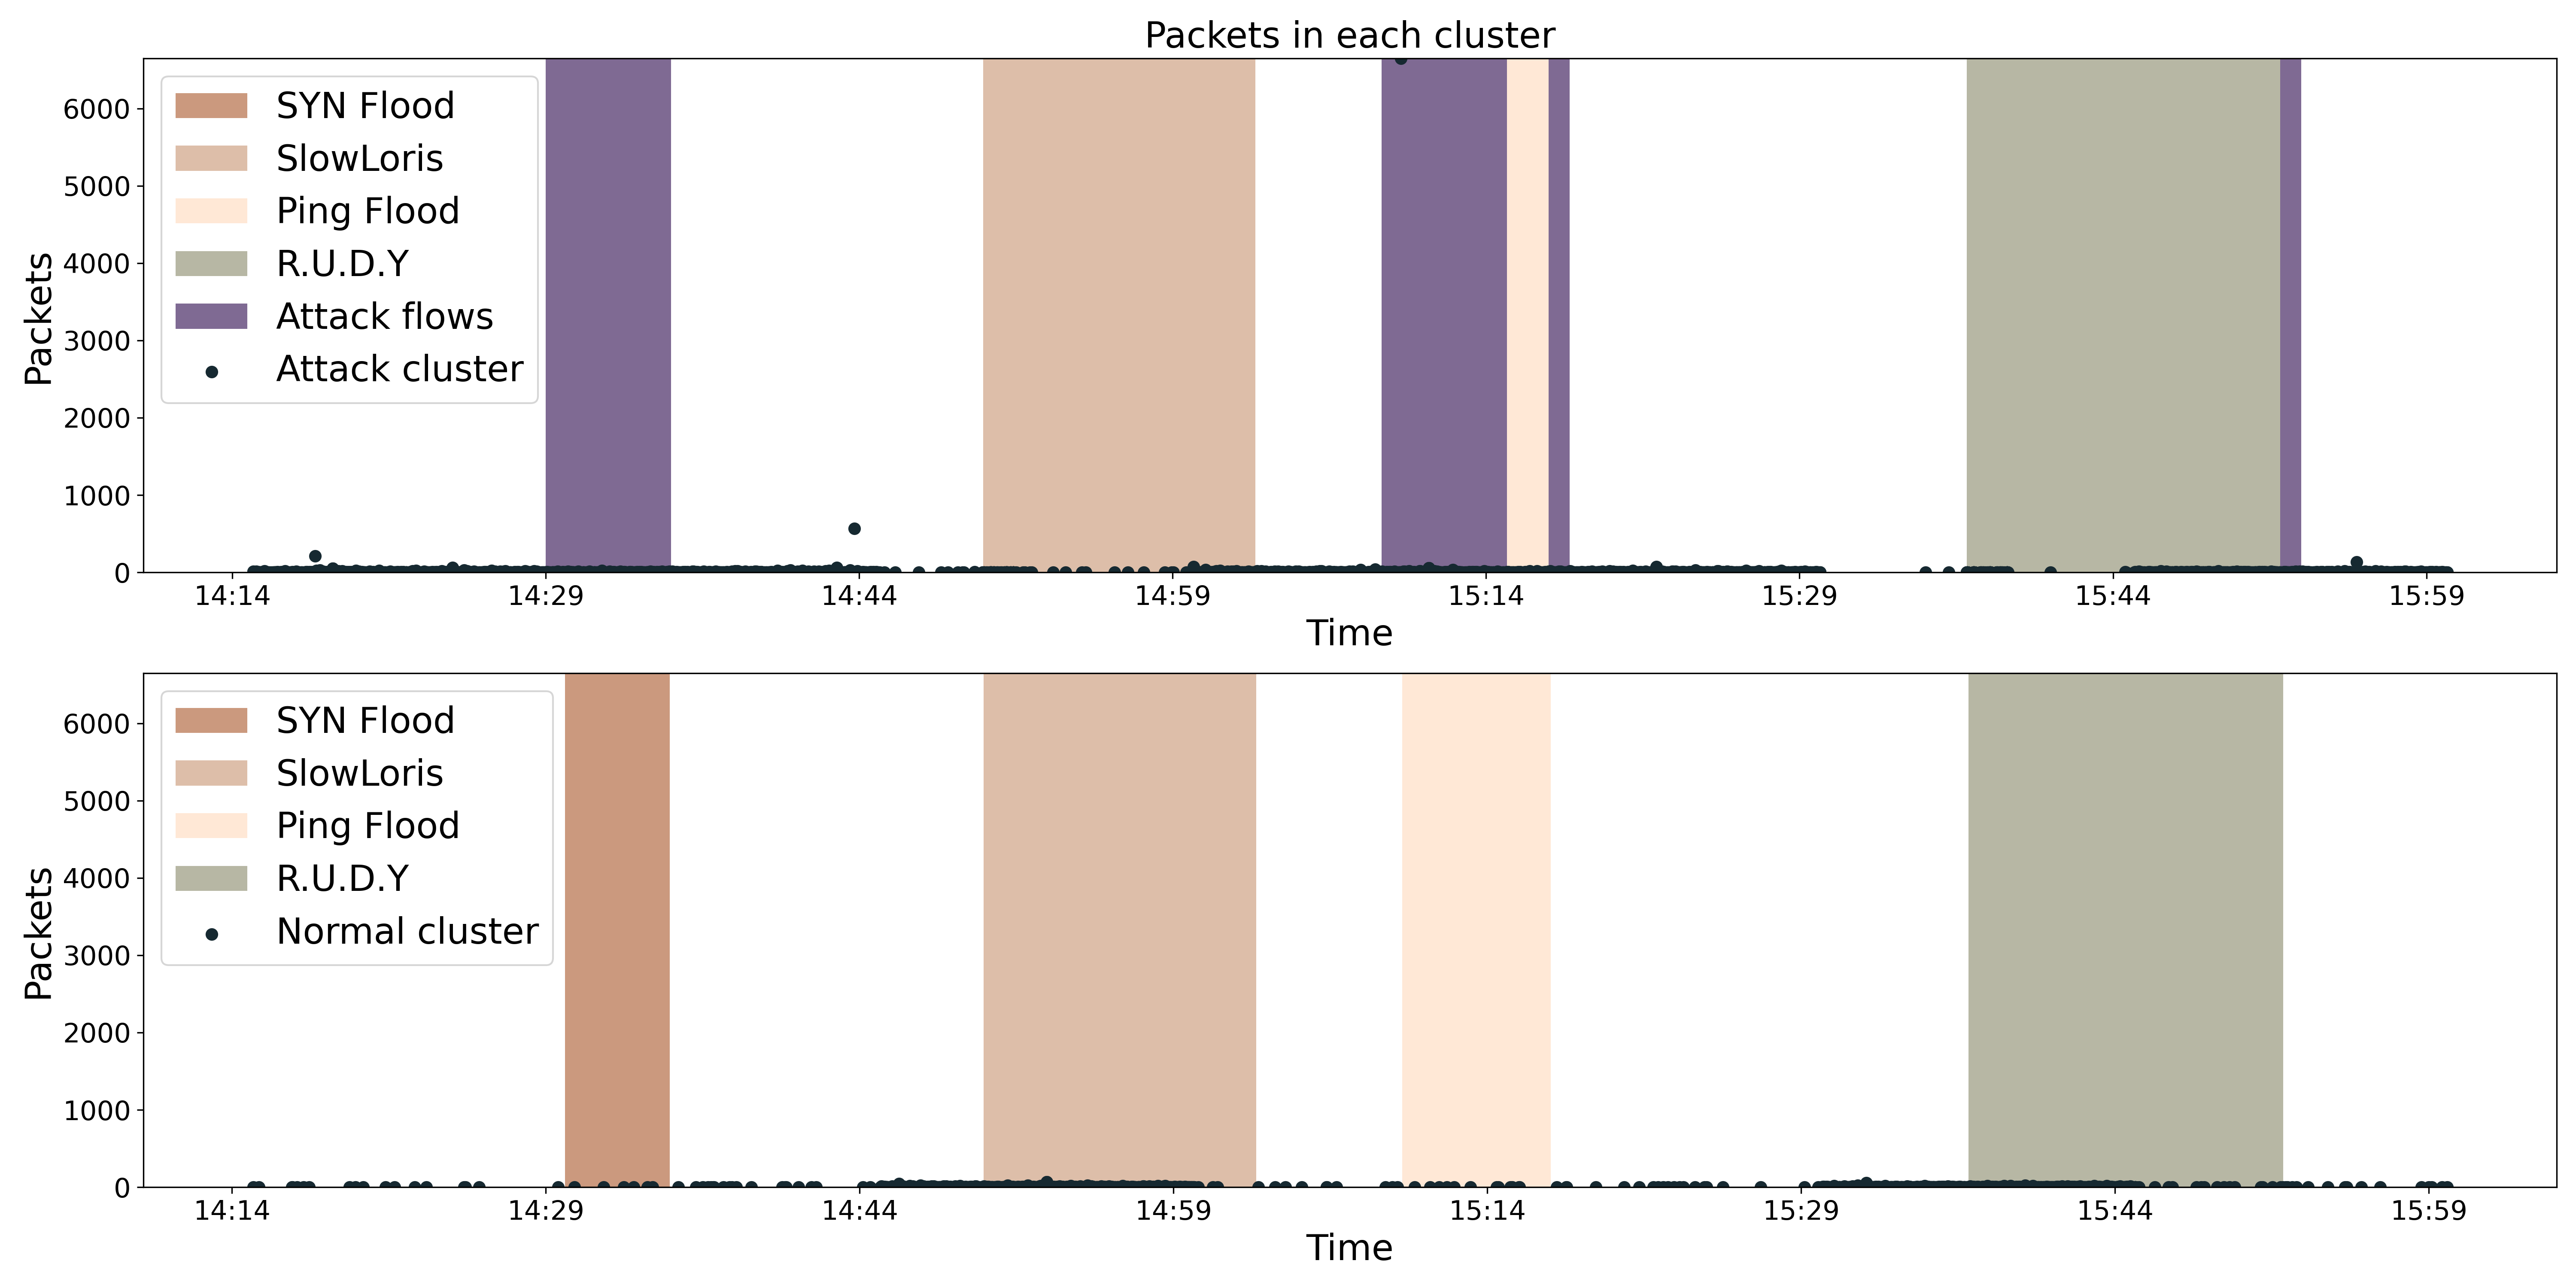 Packets in each cluster
Packets
6000
5000
4000
3000
2000
1000
0
SYN Flood
SlowLoris
Ping Flood
R.U.D.Y
Attack flows
Attack cluster
14:14 14:29 14:44 14:59 15:14 15:29 15:44 15:59
Time
Packets
6000
5000
4000
3000
2000
1000
0
SYN Flood
SlowLoris
Ping Flood
R.U.D.Y
Normal cluster
14:14 14:29 14:44 14:59 15:14 15:29 15:44 15:59
Time